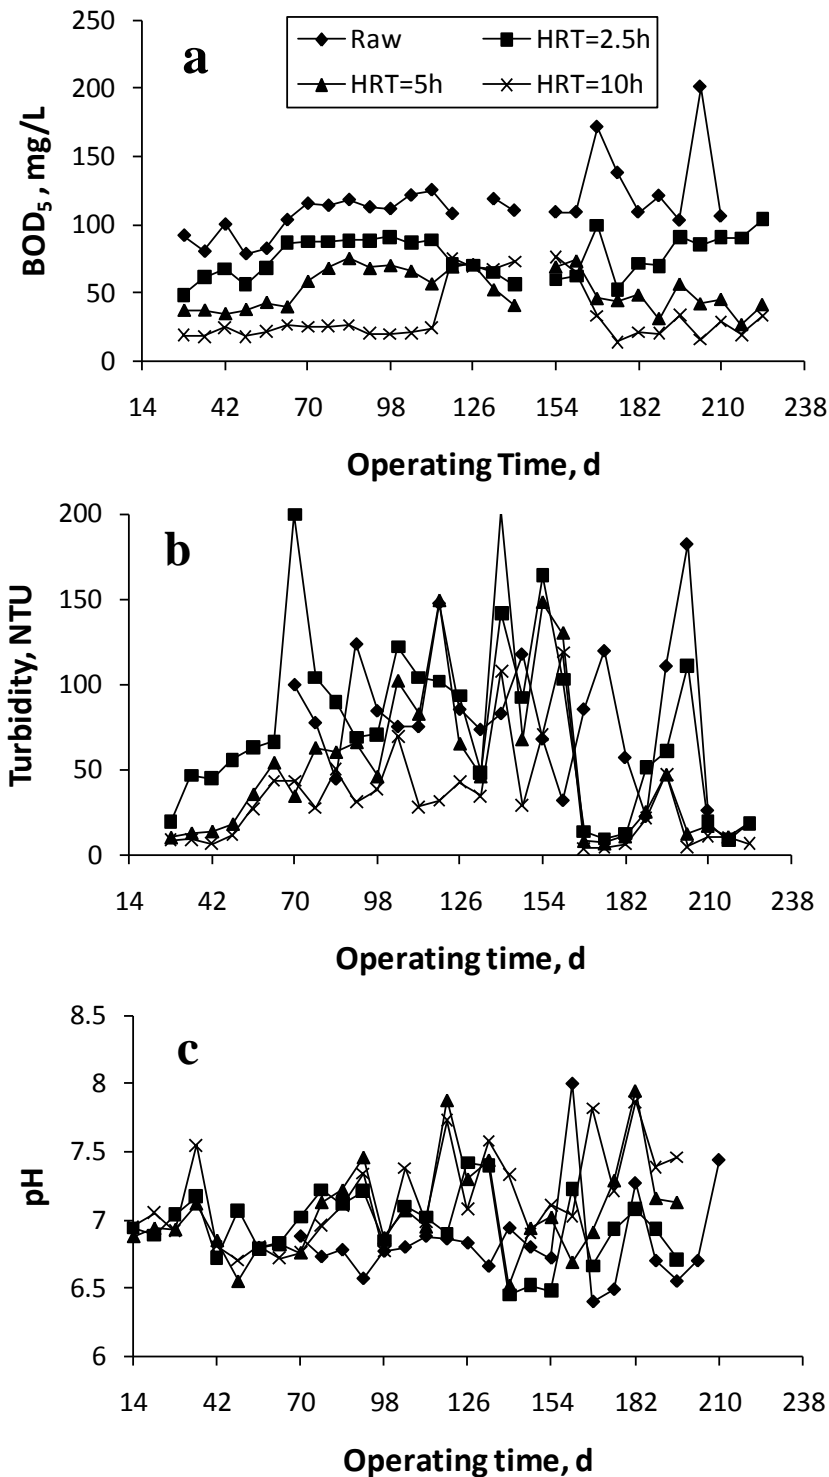 250
200
150
100
50
0
BOD5 , mg/L
a
Raw HRT=2.5h
HRT=5h HRT=10h
14 42 70 98 126 154 182 210 238
Operating Time, d
200
150
100
50
0
Turbidity, NTU
b
14 42 70 98 126 154 182 210 238
Operating time, d
8.5
8
7.5
7
6.5
6
pH
c
14 42 70 98 126 154 182 210 238
Operating time, d